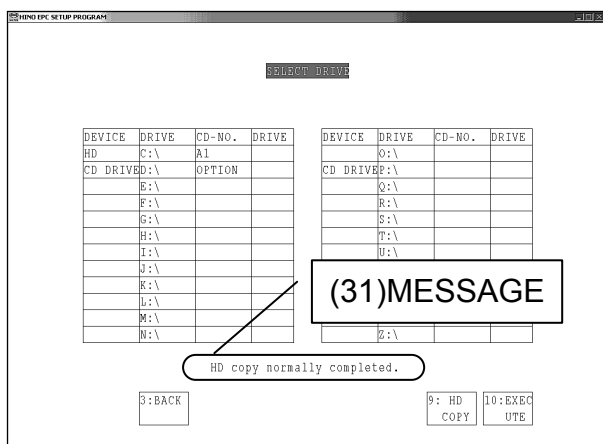 HINO EPC SETUP PROGRAM
SELECT DRIVE
DEVICE DRIVE CD-NO. DRIVE DEVICE DRIVE CD-NO. DRIVE
HD C:\ A1 O:\
CD DRIVE D:\ OPTION CD DRIVE P:\
E:\ Q:\
F:\ R:\
G:\ S:\
H:\ T:\
I:\ U:\
J:\
K:\
L:\
M:\
N:\ Z:\
(31)MESSAGE
HD copy normally completed.
3:BACK 9: HD COPY 10:EXECUTE